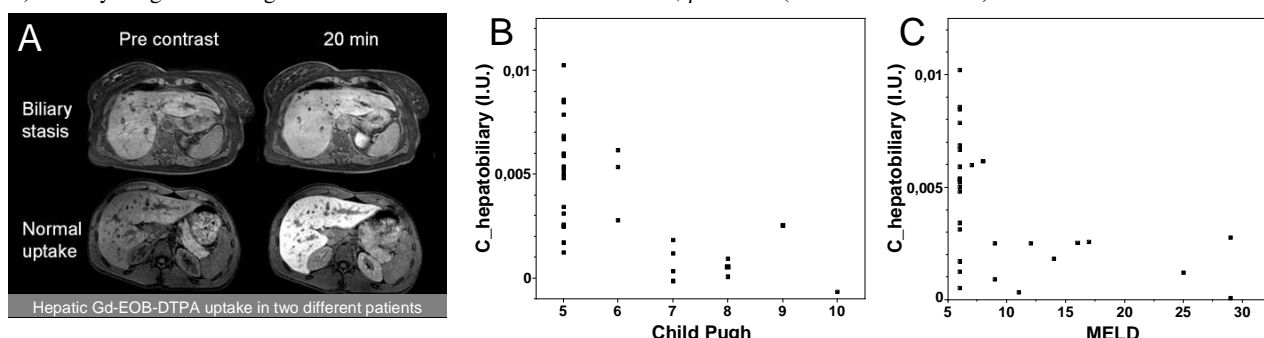 A
Pre contrast
20 min
Biliary
stasis
Normal
uptake
Hepatic Gd-EOB-DTPA uptake in two different patients
B
C_hepatobiliary (I.U.)
0,01
0,005
0
5 6 7 8 9 10
Child Pugh
C
C_hepatobiliary (I.U.)
0,01
0,005
0
5 10 15 20 25 30
MELD